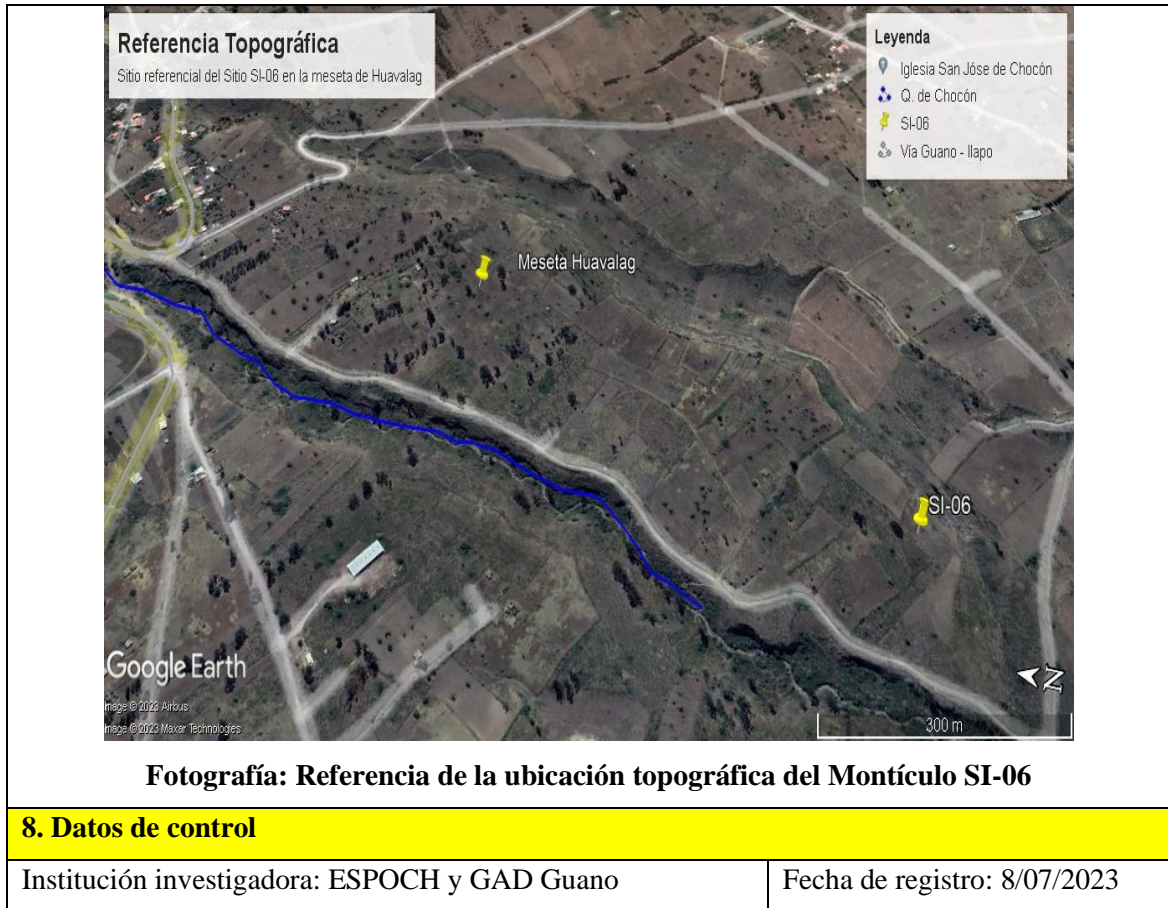 Referencia Topográfica
Sitio referencial del Sitio SI-06 en la meseta de Huavalag
Leyenda
Iglesia San Jóse de Chocón
Q. de Chocón
SI-06
Vía Guano - Ilapo
Meseta Huavalag
SI-06
Google Earth
Image © 2023 Airbus
Image © 2023 Maxar Technologies
N
300 m
Fotografía: Referencia de la ubicación topográfica del Montículo SI-06
8. Datos de control
Institución investigadora: ESPOCH y GAD Guano
Fecha de registro: 8/07/2023